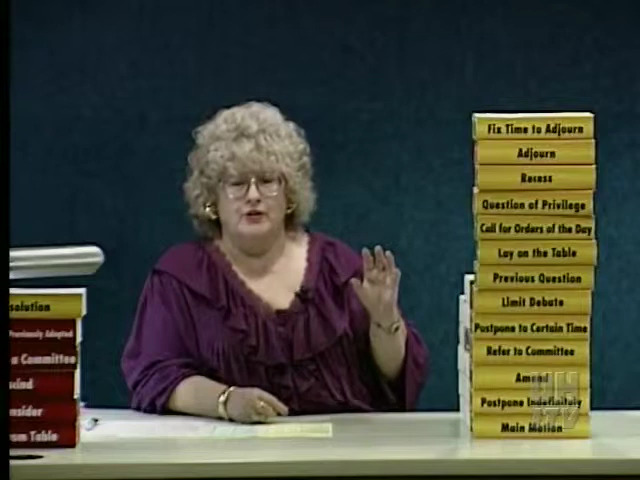 Fix Time to Adjourn
Adjourn
Recess
Question of Privilege
Call for Orders of the Day
Lay on the Table
Previous Question
Limit Debate
Postpone to Certain Time
Refer to Committee
Amend
Postpone Indefinitely
Main Motion
solution
Previously Adopted
a Committee
scind
nsider
rom Table